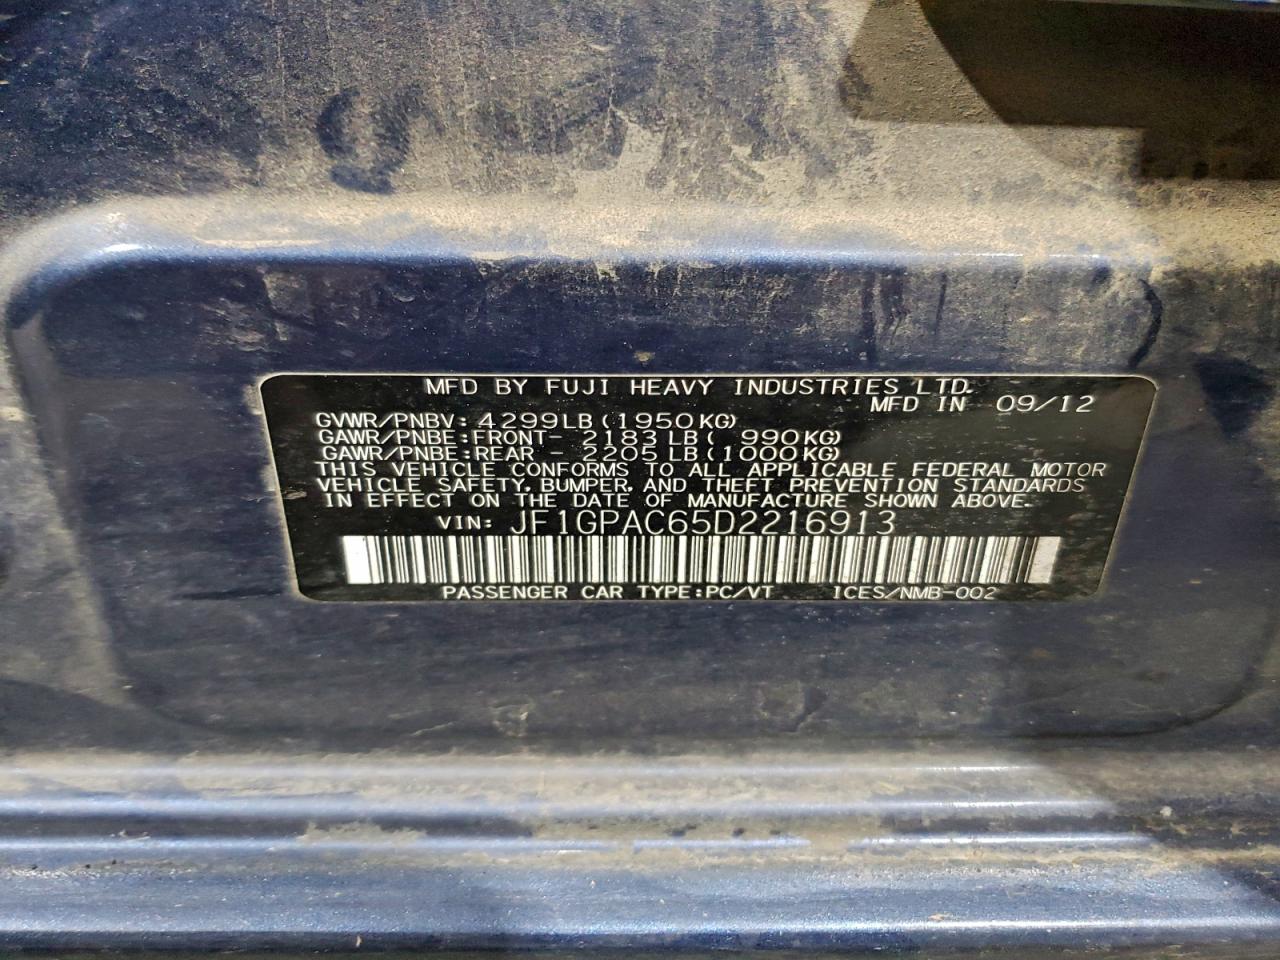 MFD BY FUJI HEAVY INDUSTRIES LTD.
MFD IN 09/12
GVWR/PNBV: 4299LB (1950KG)
GAWR/PNBE:FRONT- 2183 LB ( 990KG)
GAWR/PNBE:REAR - 2205 LB (1000KG)
THIS VEHICLE CONFORMS TO ALL APPLICABLE FEDERAL MOTOR
VEHICLE SAFETY, BUMPER, AND THEFT PREVENTION STANDARDS
IN EFFECT ON THE DATE OF MANUFACTURE SHOWN ABOVE.
VIN: JF1GPAC65D2216913
PASSENGER CAR TYPE:PC/VT ICES/NMB-002